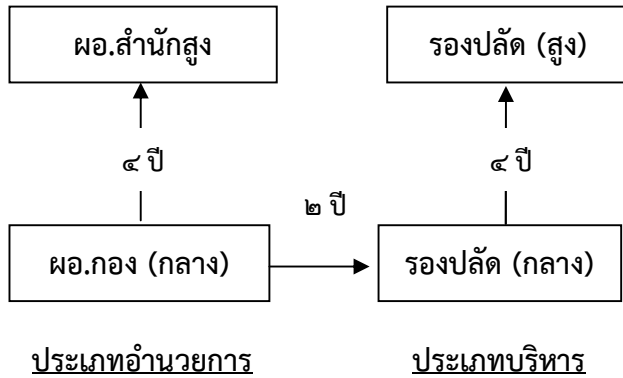 ผอ.สำนักสูง
รองปลัด (สูง)
๔ ปี
๔ ปี
๒ ปี
ผอ.กอง (กลาง)
รองปลัด (กลาง)
ประเภทอำนวยการ
ประเภทบริหาร